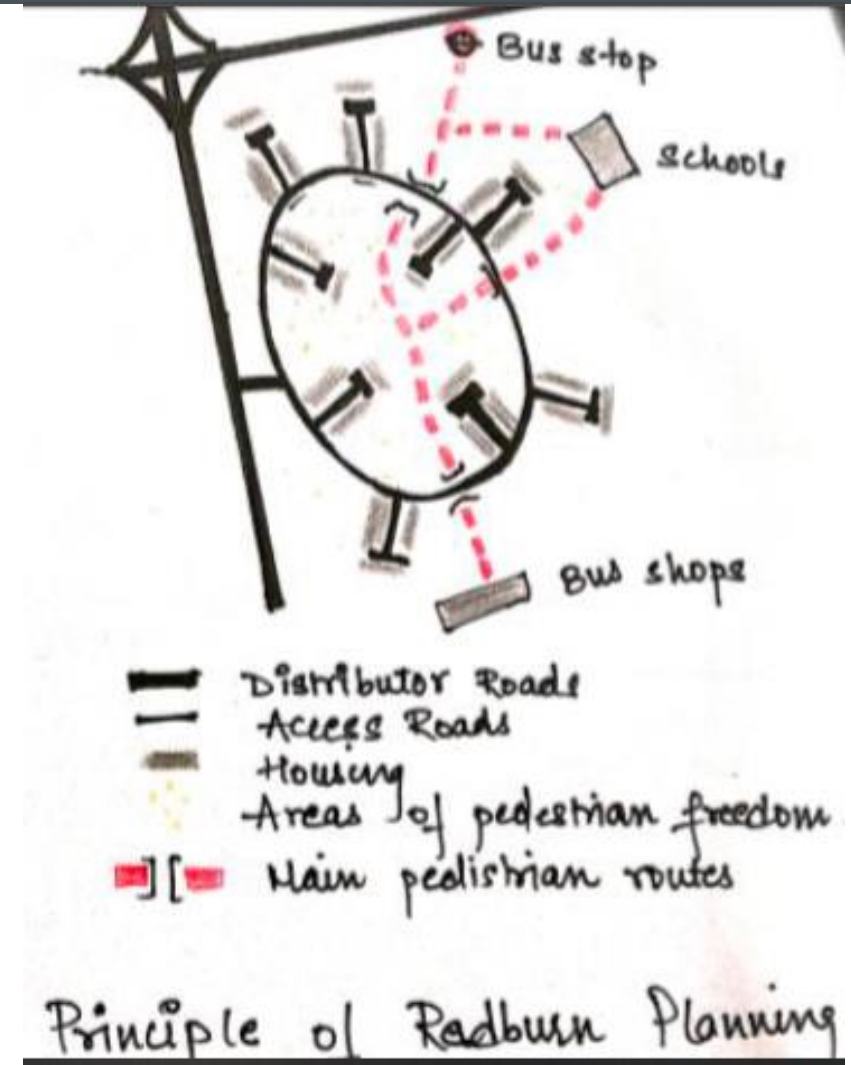 Bus stop
Schools
Bus shops
Distributor Roads
Access Roads
Housing
Areas of pedestrian freedom
Main pedistrian routes
Principle of Radburn Planning